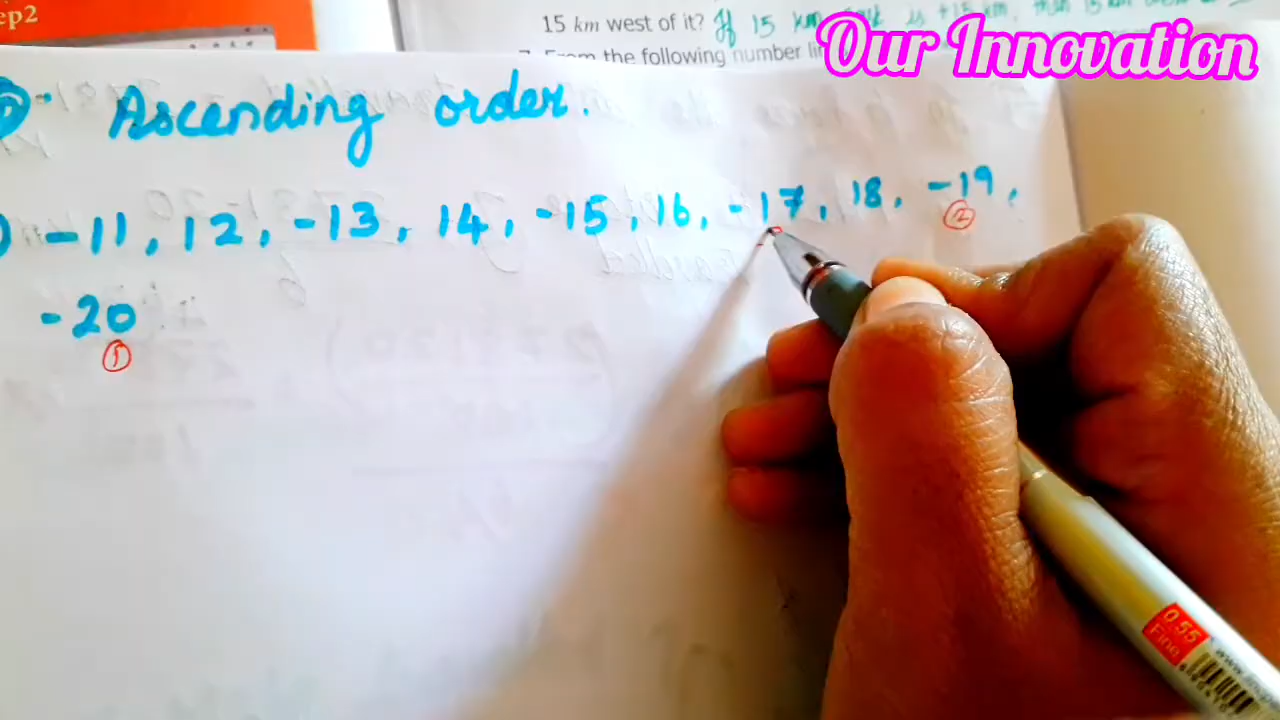 ep2
15 km west of it? If 15 km
the following number
Our Innovation
Ascending order.
-11, 12, -13, 14, -15, 16, -17, 18, -19,
②
-20
①
0.55
Fine